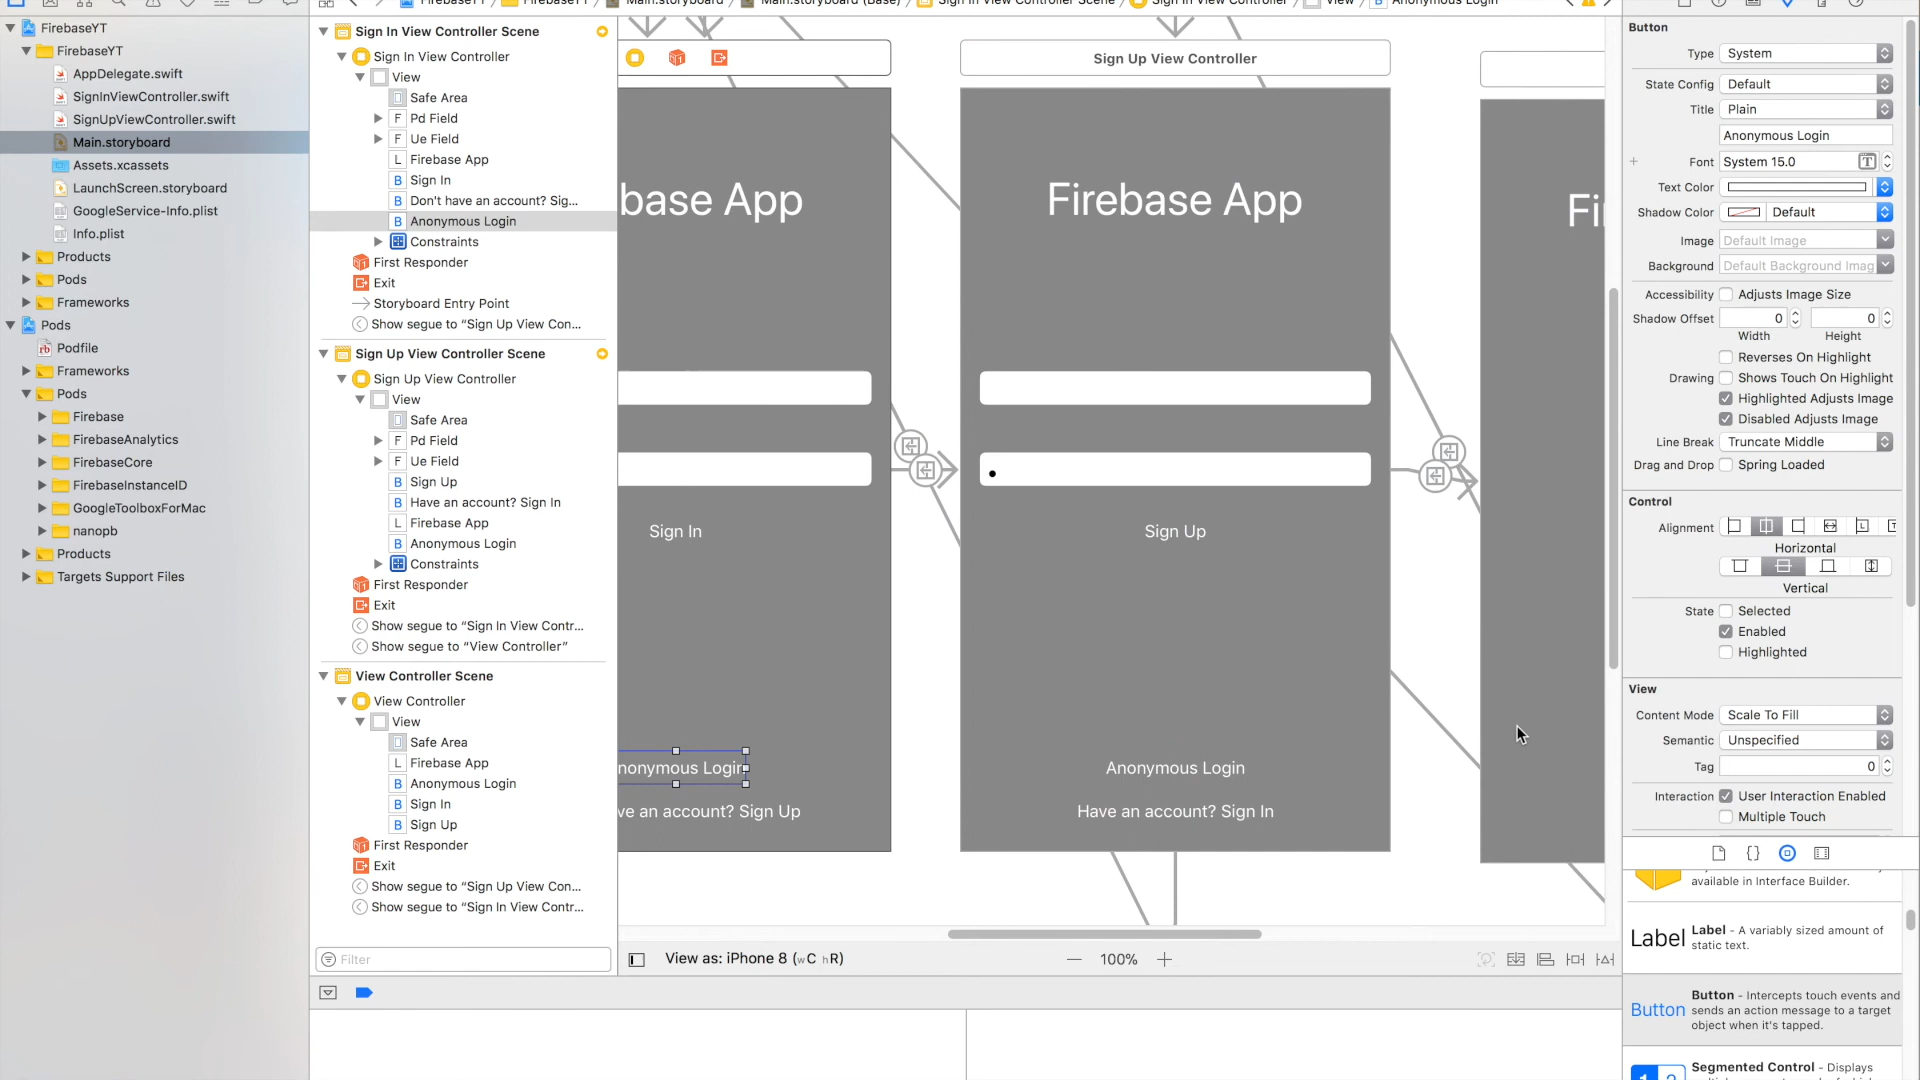 FirebaseYT
FirebaseYT
AppDelegate.swift
SignInViewController.swift
SignUpViewController.swift
Main.storyboard
Assets.xcassets
LaunchScreen.storyboard
GoogleService-Info.plist
Info.plist
Products
Pods
Frameworks
Pods
Podfile
Frameworks
Pods
Firebase
FirebaseAnalytics
FirebaseCore
FirebaseInstanceID
GoogleToolboxForMac
nanopb
Products
Targets Support Files
Sign In View Controller Scene
Sign In View Controller
View
Safe Area
F Pd Field
F Ue Field
L Firebase App
B Sign In
B Don't have an account? Sig...
B Anonymous Login
Constraints
First Responder
Exit
Storyboard Entry Point
Show segue to “Sign Up View Con...
Sign Up View Controller Scene
Sign Up View Controller
View
Safe Area
F Pd Field
F Ue Field
B Sign Up
B Have an account? Sign In
L Firebase App
B Anonymous Login
Constraints
First Responder
Exit
Show segue to “Sign In View Contr...
Show segue to “View Controller”
View Controller Scene
View Controller
View
Safe Area
L Firebase App
B Anonymous Login
B Sign In
B Sign Up
First Responder
Exit
Show segue to “Sign Up View Con...
Show segue to “Sign In View Contr...
Filter
base App
Sign In
nonymous Login
ve an account? Sign Up
Sign Up View Controller
Firebase App
Sign Up
Anonymous Login
Have an account? Sign In
Fi
View as: iPhone 8 (wC hR)
— 100% +
Button
Type System
State Config Default
Title Plain
Anonymous Login
+ Font System 15.0 T
Text Color
Shadow Color Default
Image Default Image
Background Default Background Imag
Accessibility Adjusts Image Size
Shadow Offset 0 0
Width Height
Reverses On Highlight
Drawing Shows Touch On Highlight
Highlighted Adjusts Image
Disabled Adjusts Image
Line Break Truncate Middle
Drag and Drop Spring Loaded
Control
Alignment
Horizontal
Vertical
State Selected
Enabled
Highlighted
View
Content Mode Scale To Fill
Semantic Unspecified
Tag 0
Interaction User Interaction Enabled
Multiple Touch
available in Interface Builder.
Label Label - A variably sized amount of
static text.
Button Button - Intercepts touch events and
sends an action message to a target
object when it's tapped.
Segmented Control - Displays